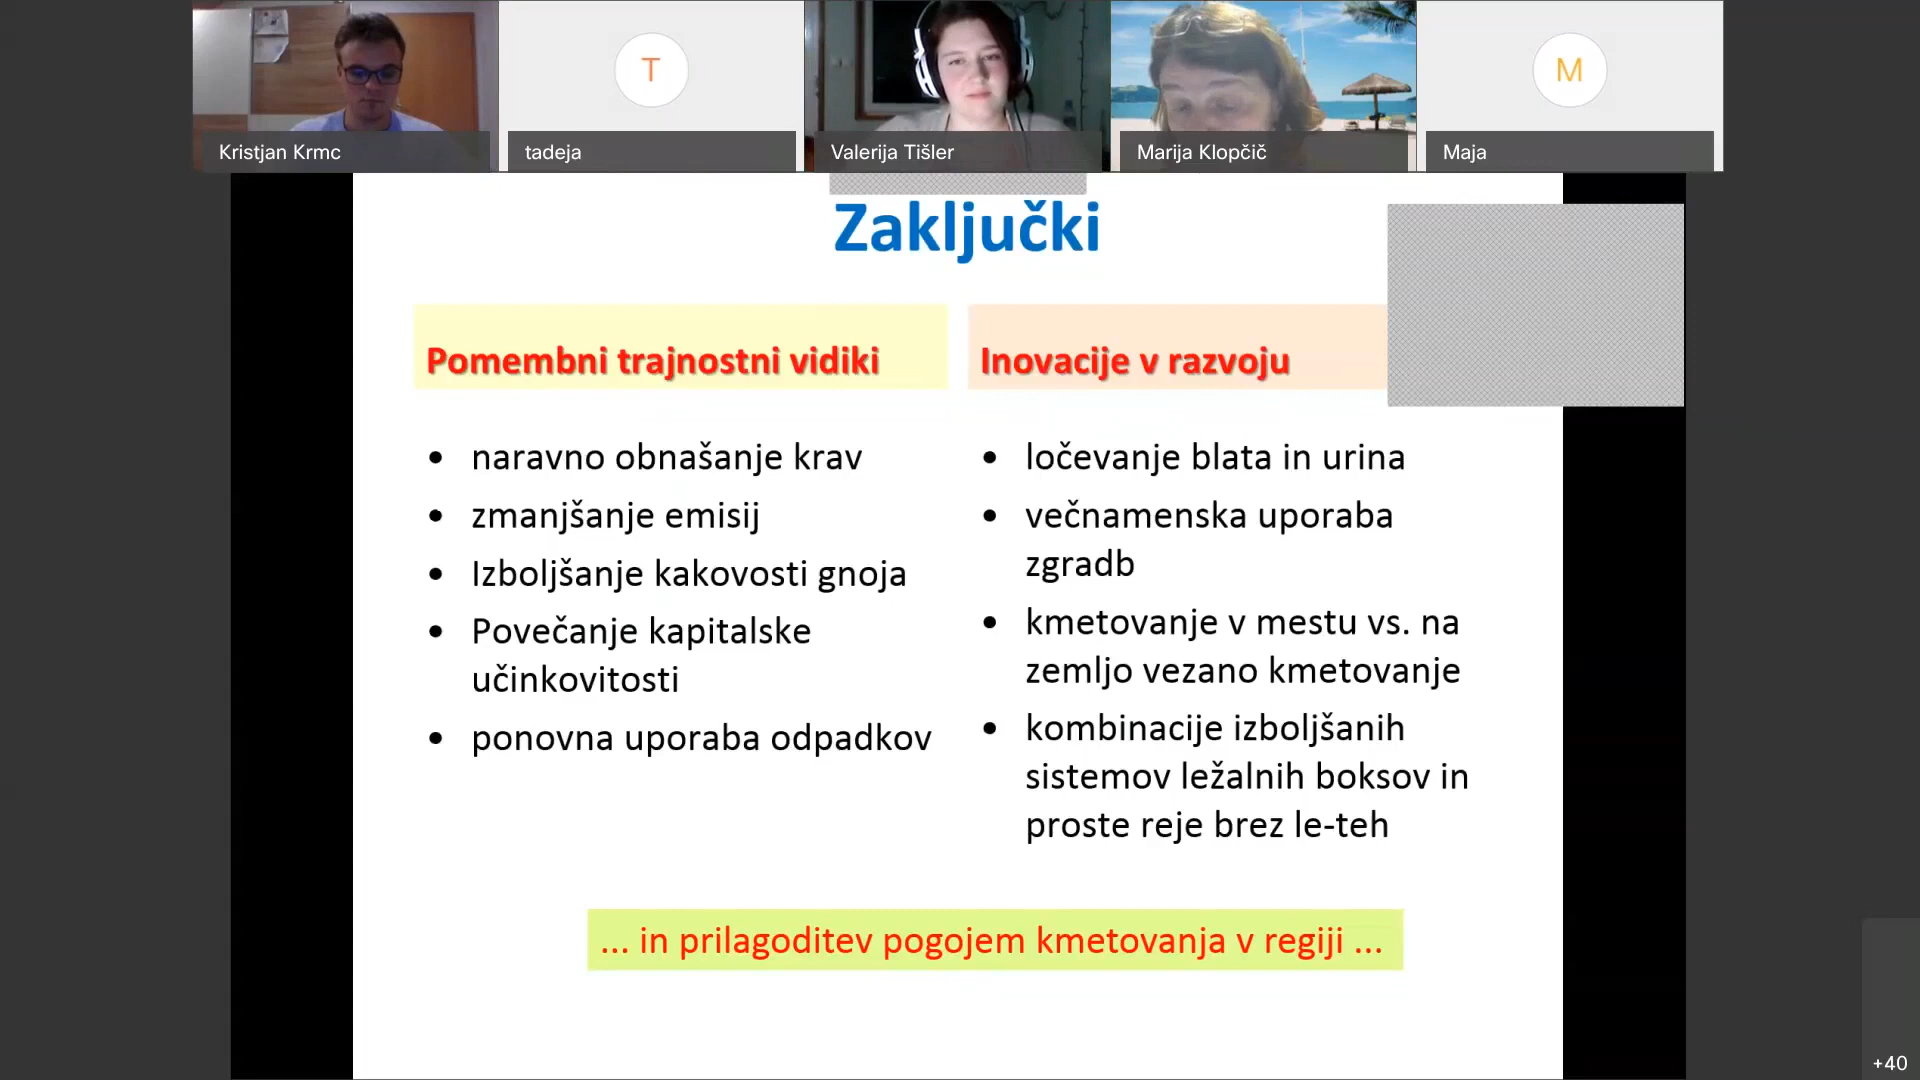 T
M
Kristjan Krmc
tadeja
Valerija Tišler
Marija Klopčič
Maja
Zaključki
Pomembni trajnostni vidiki
• naravno obnašanje krav
• zmanjšanje emisij
• Izboljšanje kakovosti gnoja
• Povečanje kapitalske
učinkovitosti
• ponovna uporaba odpadkov
Inovacije v razvoju
• ločevanje blata in urina
• večnamenska uporaba
zgradb
• kmetovanje v mestu vs. na
zemljo vezano kmetovanje
• kombinacije izboljšanih
sistemov ležalnih boksov in
proste reje brez le-teh
... in prilagoditev pogojem kmetovanja v regiji ...
+40